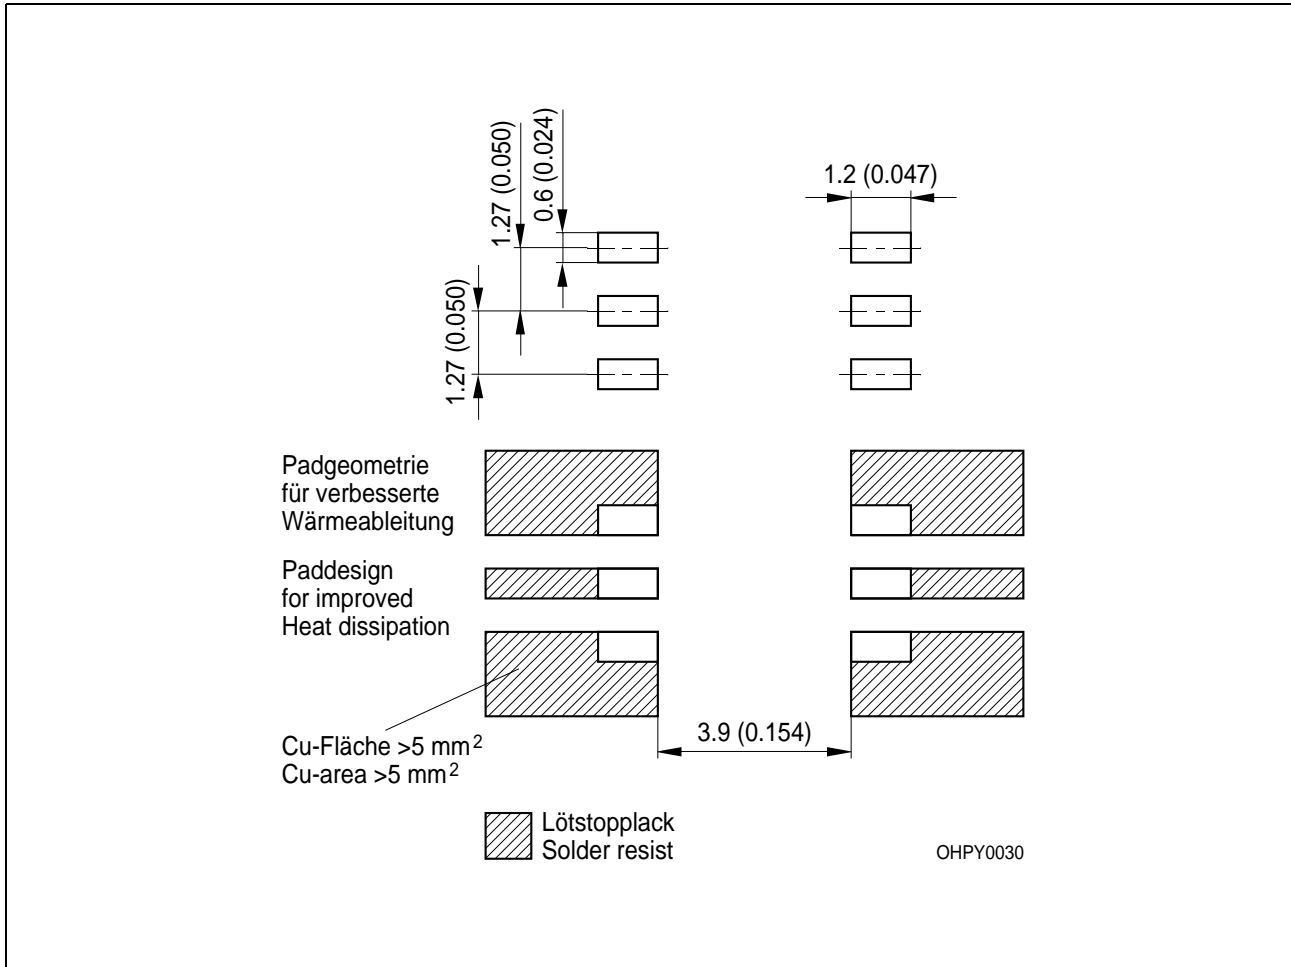 1.27 (0.050)
0.6 (0.024)
1.2 (0.047)
1.27 (0.050)
Padgeometrie
für verbesserte
Wärmeableitung
Paddesign
for improved
Heat dissipation
Cu-Fläche >5 mm²
Cu-area >5 mm²
3.9 (0.154)
Lötstopplack
Solder resist
OHPY0030